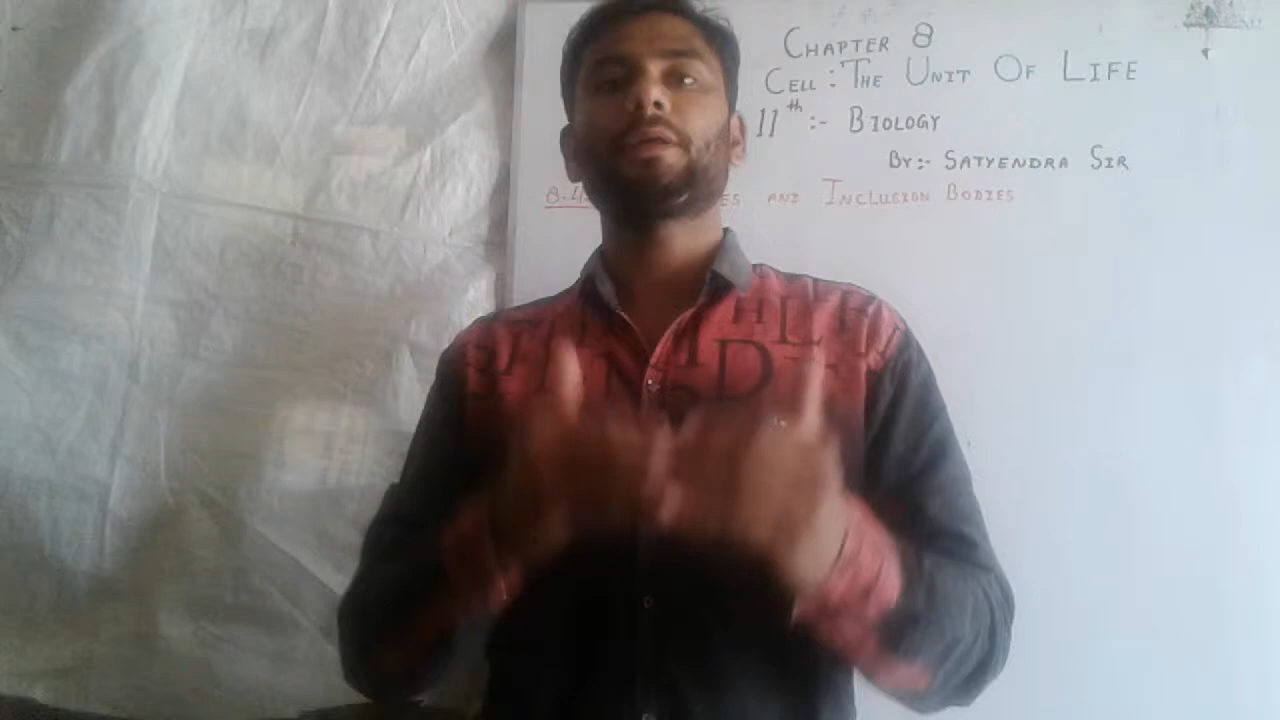 CHAPTER 8
CELL : THE UNIT OF LIFE
11th :- BIOLOGY
BY:- SATYENDRA SIR
AND INCLUSION BODIES
D